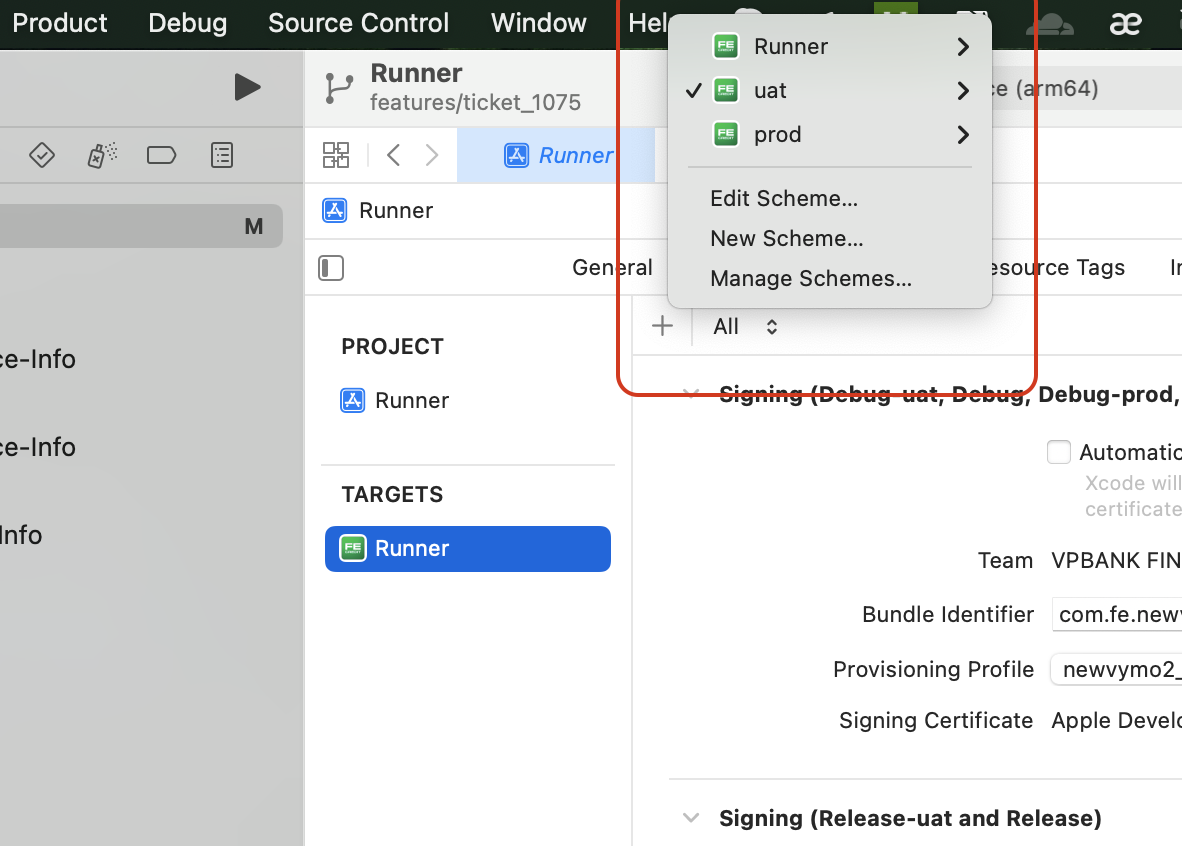 Product Debug Source Control Window Hel
Runner
features/ticket_1075
Runner
uat
prod
Edit Scheme...
New Scheme...
Manage Schemes...
ce (arm64)
Runner
M
Runner
General
esource Tags
All
ce-Info
ce-Info
Info
PROJECT
Runner
TARGETS
FE Runner
Signing (Debug-uat, Debug, Debug-prod,
Automatic
Xcode will
certificate
Team VPBANK FIN
Bundle Identifier com.fe.newv
Provisioning Profile newvymo2_
Signing Certificate Apple Develo
Signing (Release-uat and Release)